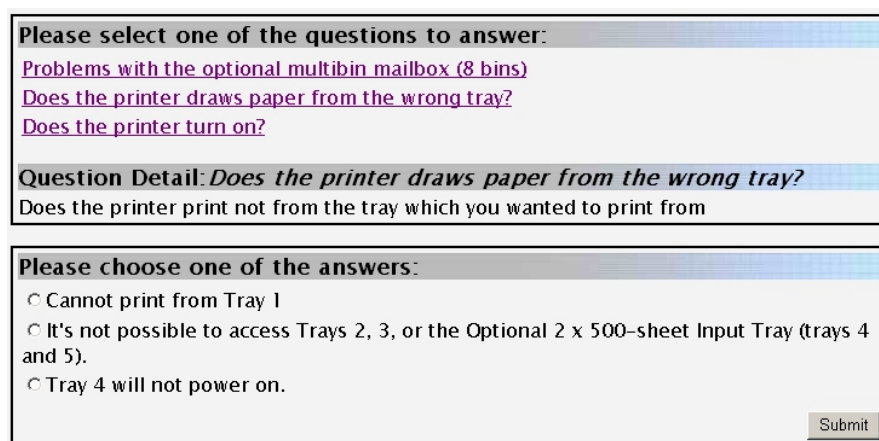 Please select one of the questions to answer:
Problems with the optional multibin mailbox (8 bins)
Does the printer draws paper from the wrong tray?
Does the printer turn on?
Question Detail: Does the printer draws paper from the wrong tray?
Does the printer print not from the tray which you wanted to print from
Please choose one of the answers:
Cannot print from Tray 1
It's not possible to access Trays 2, 3, or the Optional 2 x 500-sheet Input Tray (trays 4
and 5).
Tray 4 will not power on.
Submit